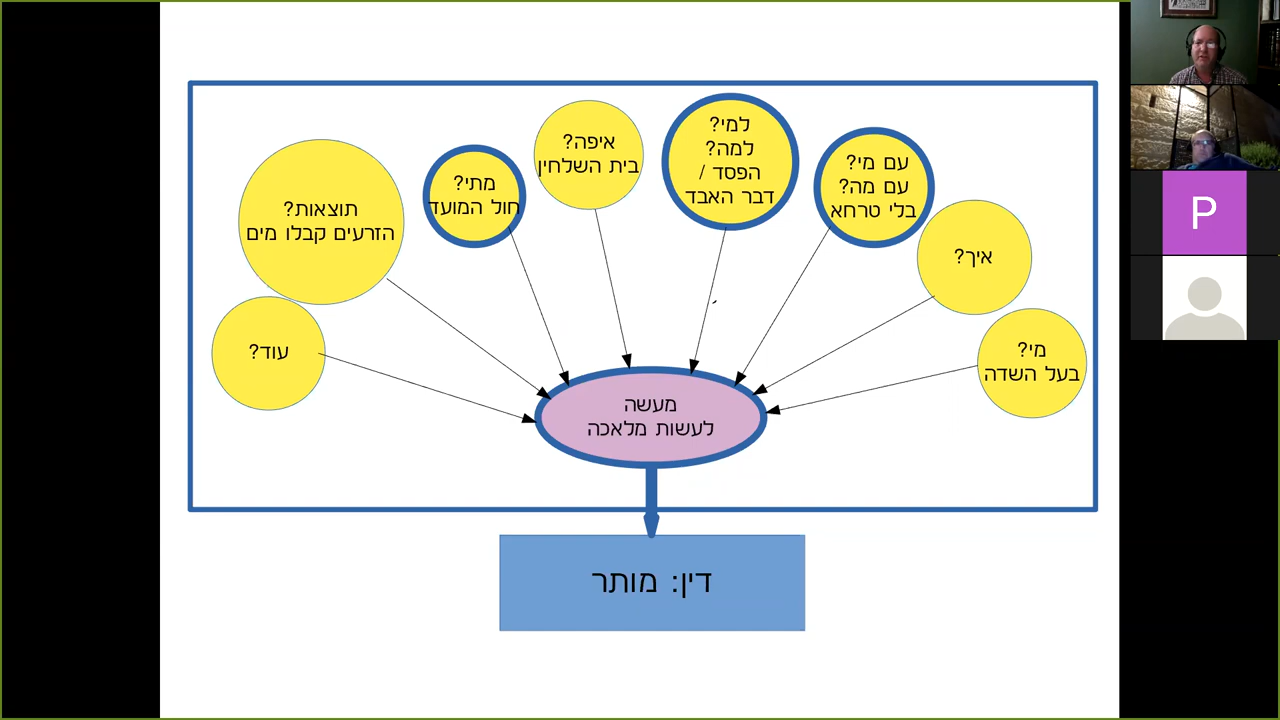 למי?
למה?
הפסד /
דבר האבד
עם מי?
עם מה?
בלי טרחא
איפה?
בית השלחין
מתי?
חול המועד
תוצאות?
הזרעים קבלו מים
איך?
עוד?
מי?
בעל השדה
מעשה
לעשות מלאכה
דין: מותר
P